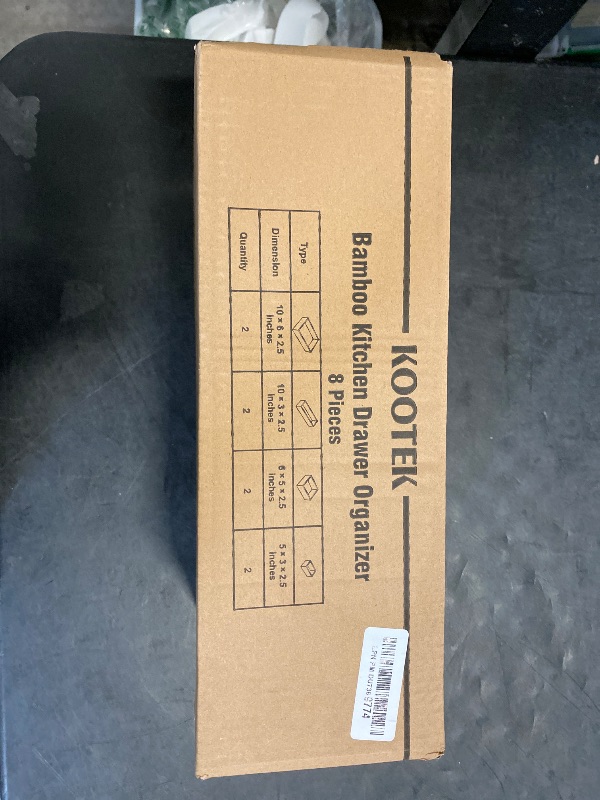 KOOTEK
Bamboo Kitchen Drawer Organizer
8 Pieces
Type
Dimension 10 x 6 x 2.5 inches 10 x 3 x 2.5 inches 6 x 5 x 2.5 inches 5 x 3 x 2.5 inches
Quantity 2 2 2 2